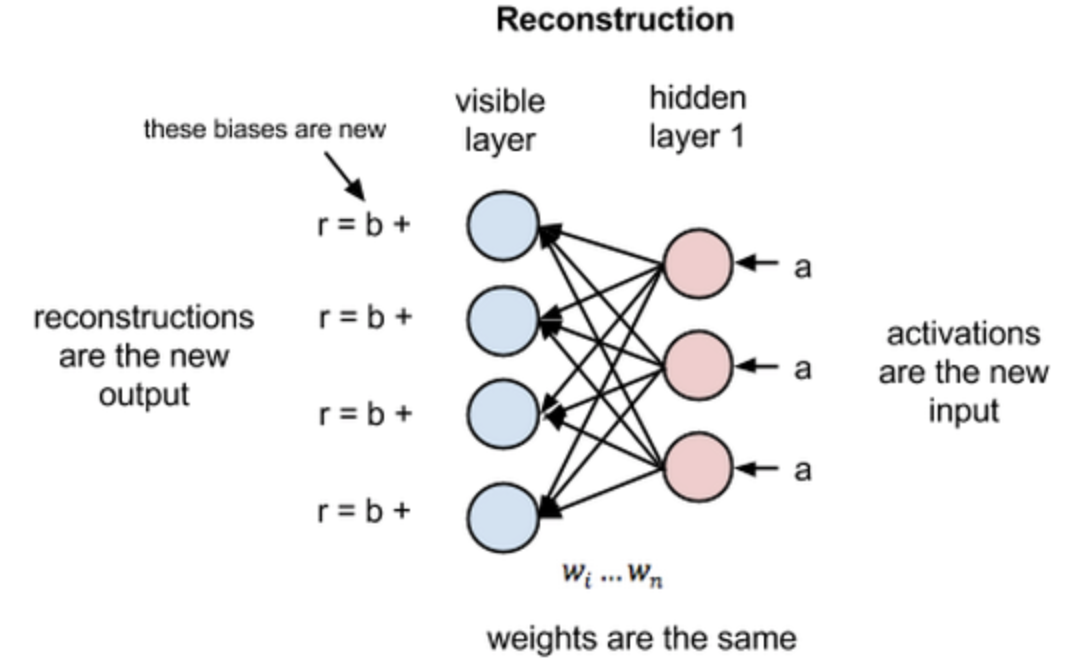 Reconstruction
visible
layer
hidden
layer 1
these biases are new
r = b +
r = b +
r = b +
r = b +
a
a
a
reconstructions
are the new
output
activations
are the new
input
wᵢ ... wₙ
weights are the same